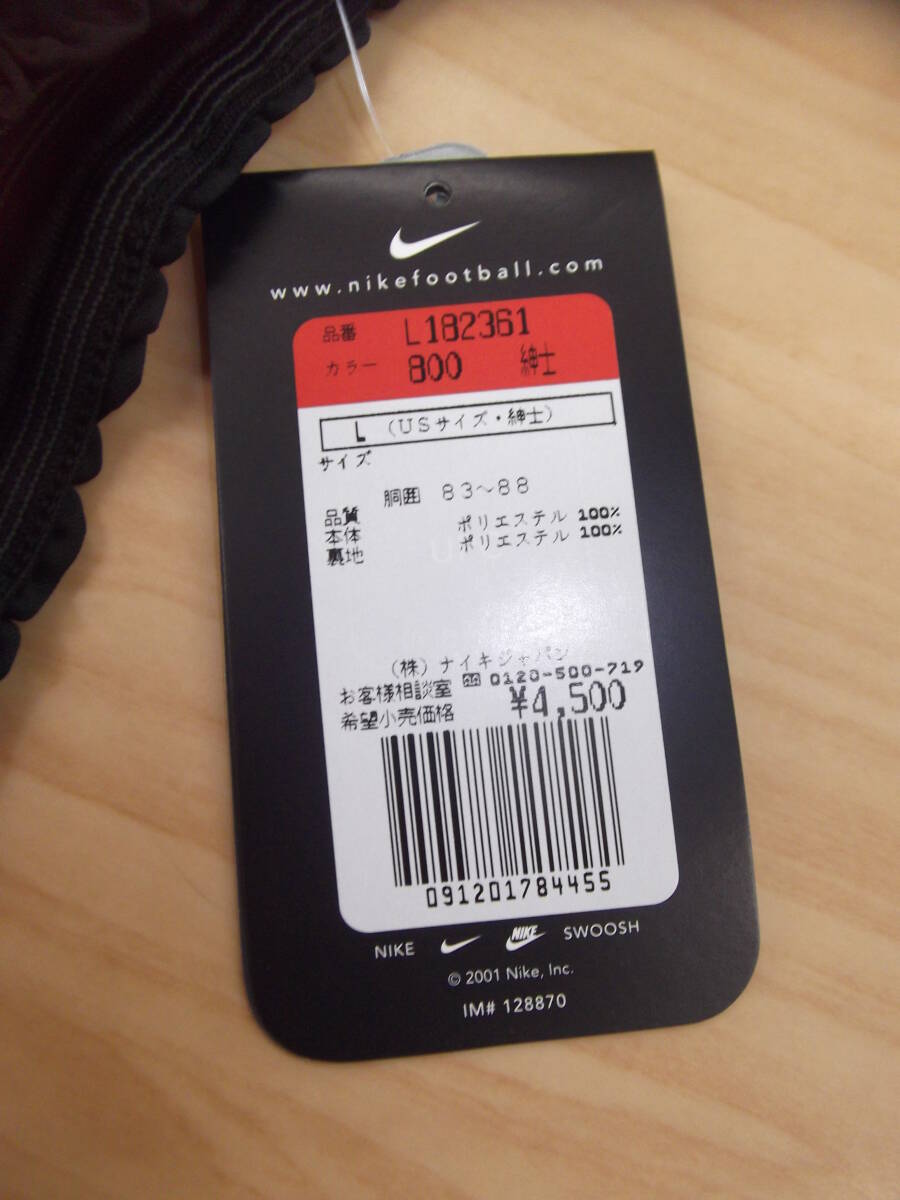 www.nikefootball.com
品番 L182361
カラー 800 紳士
L (USサイズ・紳士)
サイズ
胴囲 83～88
品質
本体 ポリエステル 100%
裏地 ポリエステル 100%
(株)ナイキジャパン
お客様相談室 0120-500-719
希望小売価格 ¥4,500
091201784455
NIKE NIKE SWOOSH
© 2001 Nike, Inc.
IM# 128870